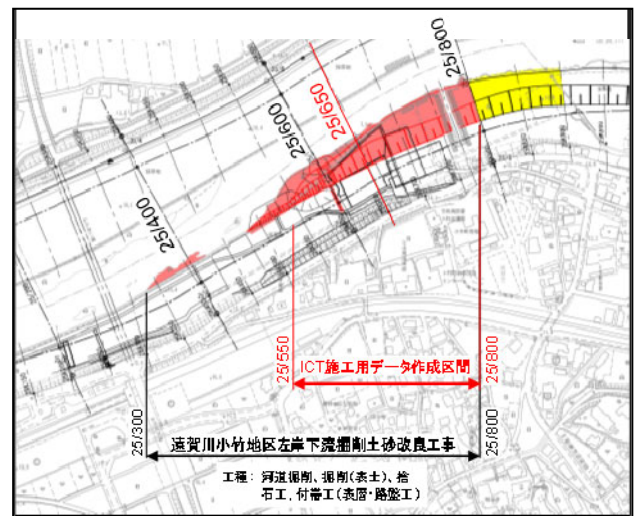 25/800
25/650
25/600
25/400
25/550
ICT施工用データ作成区間
25/800
25/300
遠賀川小竹地区左岸下流掘削土砂改良工事
25/800
工種： 河道掘削、掘削(表土)、捨
石工、付帯工(表層・路盤工)